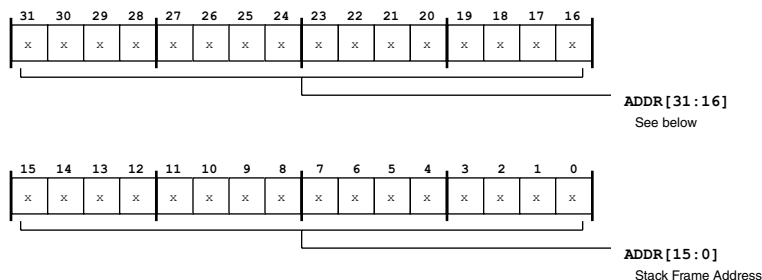 31 30 29 28 27 26 25 24 23 22 21 20 19 18 17 16
x x x x x x x x x x x x x x x x
ADDR[31:16]
See below
15 14 13 12 11 10 9 8 7 6 5 4 3 2 1 0
x x x x x x x x x x x x x x x x
ADDR[15:0]
Stack Frame Address